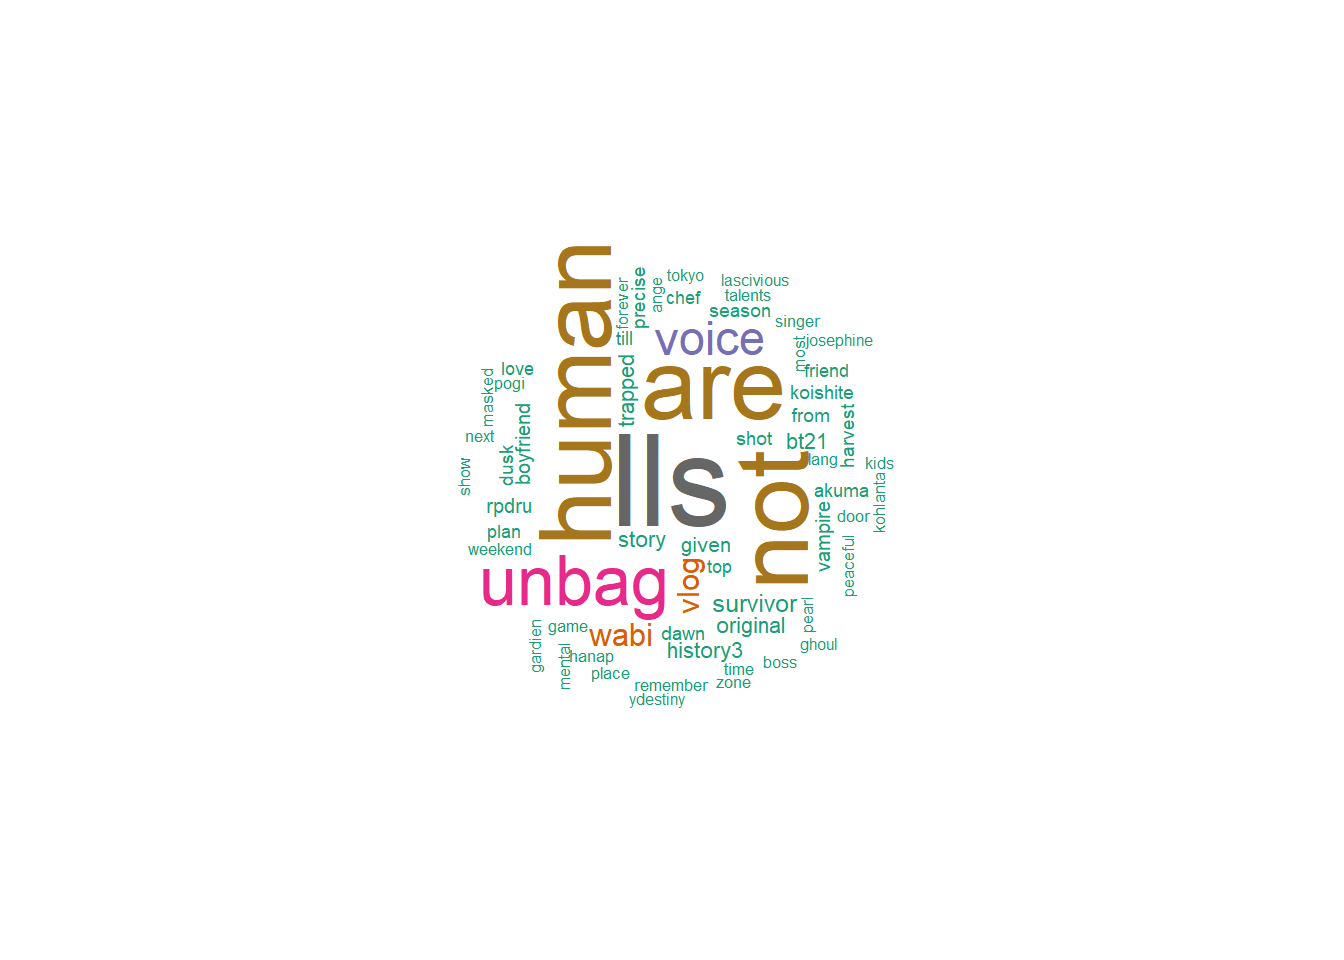 human
forever
precise
ange
tokyo
chef
lascivious
talents
season
singer
till
voice
most
josephine
trapped
are
friend
koishite
from
harvest
love
pogi
masked
next
boyfriend
dusk
show
lls
shot
bt21
lang
kids
not
akuma
kohlanta
door
vampire
peaceful
rpdru
plan
weekend
story
given
top
unbag
vlog
survivor
original
pearl
ghoul
gardien
game
wabi
dawn
history3
mental
hanap
place
time
boss
zone
remember
ydestiny